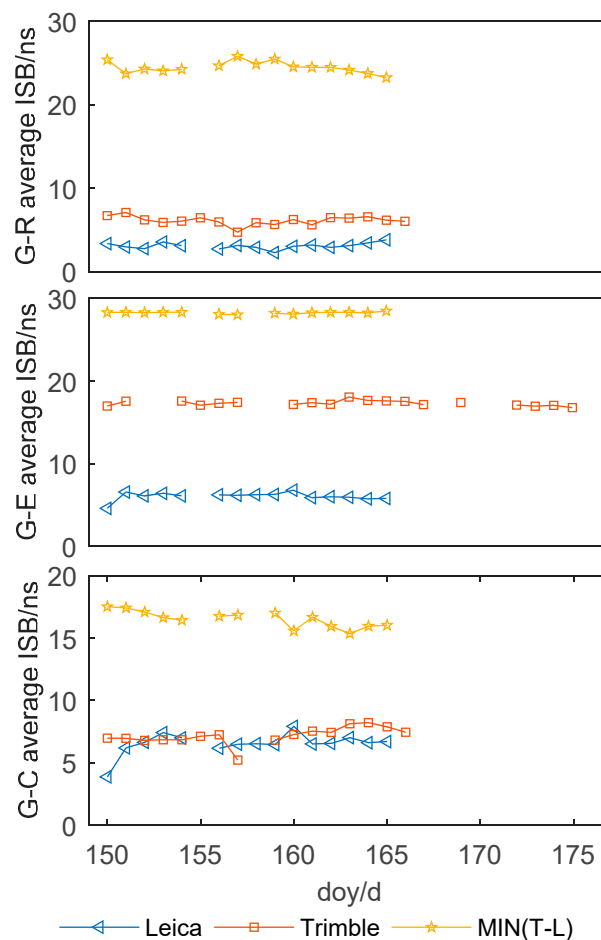 30
20
10
0
G-R average ISB/ns
30
20
10
0
G-E average ISB/ns
20
15
10
5
0
G-C average ISB/ns
150 155 160 165 170 175
doy/d
Leica Trimble MIN(T-L)